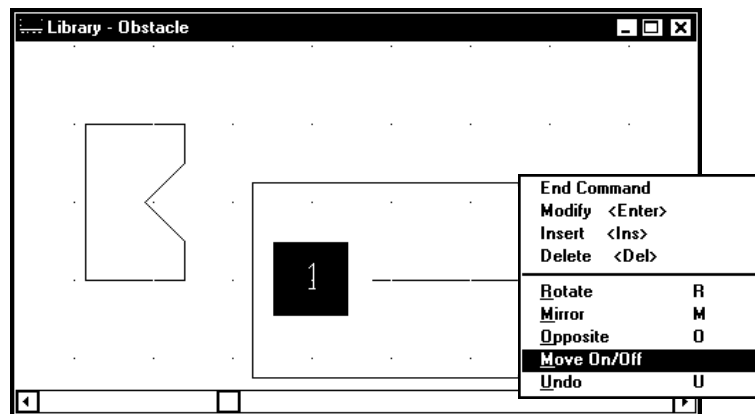 Library - Obstacle
1
End Command
Modify <Enter>
Insert <Ins>
Delete <Del>
Rotate R
Mirror M
Opposite O
Move On/Off
Undo U